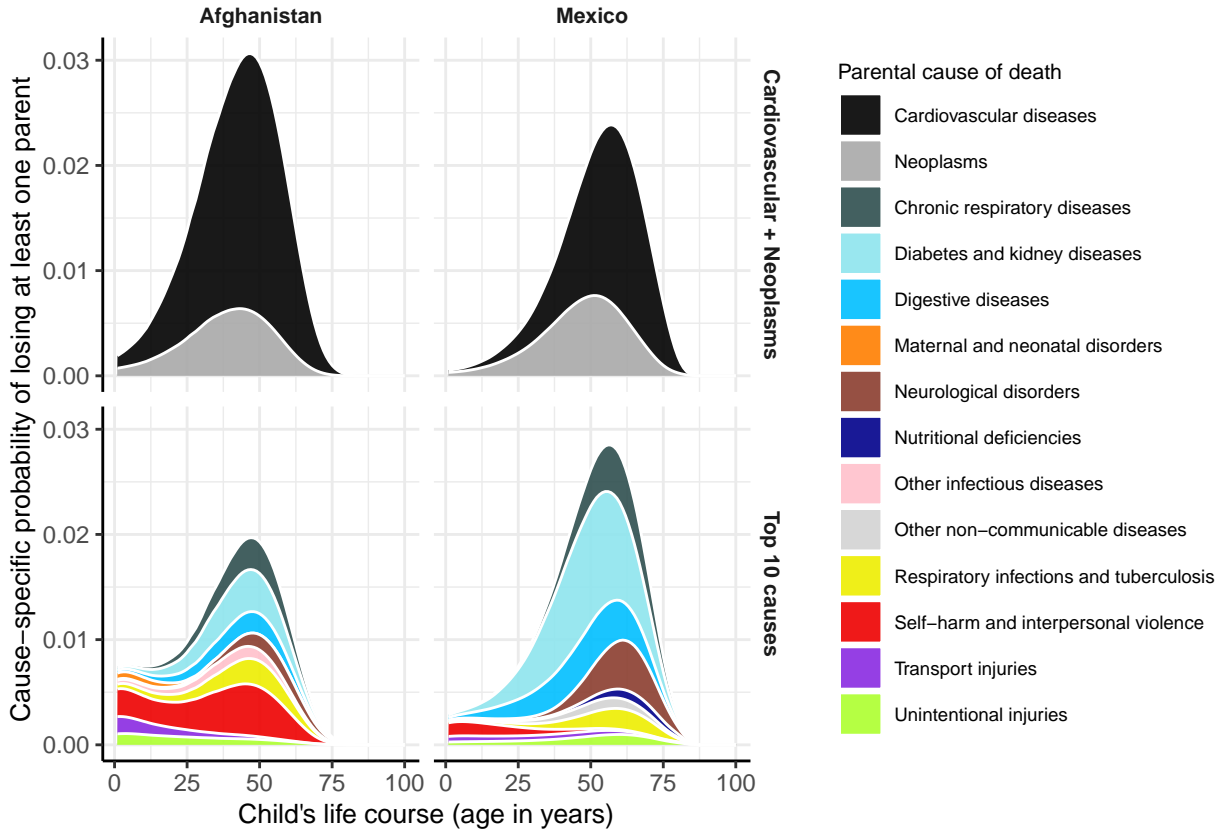 Afghanistan
Mexico
Cause−specific probability of losing at least one parent
0.03
0.02
0.01
0.00
Cardiovascular + Neoplasms
0.03
0.02
0.01
0.00
Top 10 causes
0
25
50
75
100
0
25
50
75
100
Child's life course (age in years)
Parental cause of death
Cardiovascular diseases
Neoplasms
Chronic respiratory diseases
Diabetes and kidney diseases
Digestive diseases
Maternal and neonatal disorders
Neurological disorders
Nutritional deficiencies
Other infectious diseases
Other non−communicable diseases
Respiratory infections and tuberculosis
Self−harm and interpersonal violence
Transport injuries
Unintentional injuries